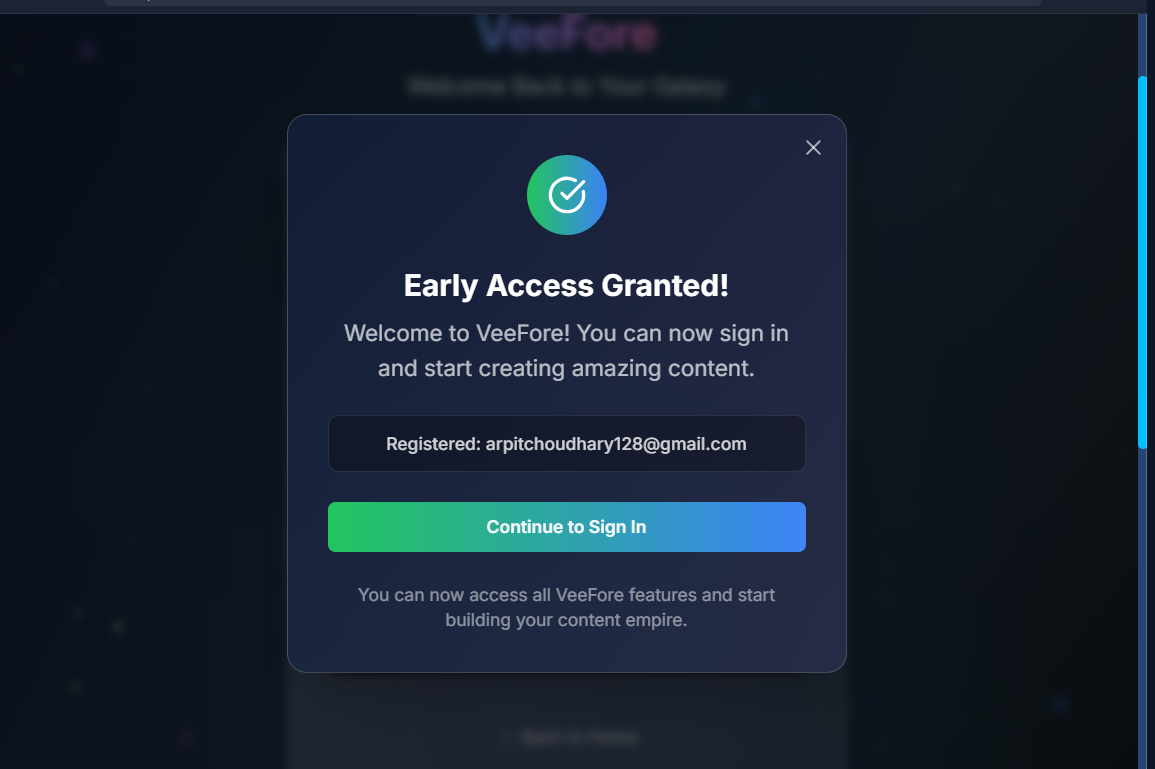 VeeFore
Welcome Back to Your Galaxy
Early Access Granted!
Welcome to VeeFore! You can now sign in
and start creating amazing content.
Registered: arpitchoudhary128@gmail.com
Continue to Sign In
You can now access all VeeFore features and start
building your content empire.
Back to Home